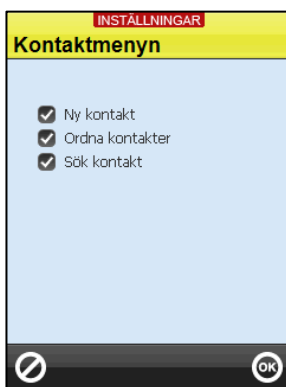 INSTÄLLNINGAR
Kontaktmenyn
Ny kontakt
Ordna kontakter
Sök kontakt
OK